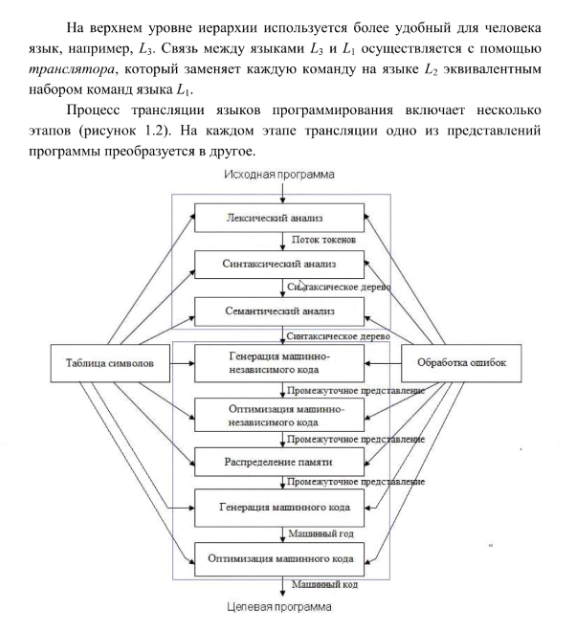 На верхнем уровне иерархии используется более удобный для человека
язык, например, L₃. Связь между языками L₃ и L₁ осуществляется с помощью
транслятора, который заменяет каждую команду на языке L₂ эквивалентным
набором команд языка L₁.
Процесс трансляции языков программирования включает несколько
этапов (рисунок 1.2). На каждом этапе трансляции одно из представлений
программы преобразуется в другое.
Исходная программа
Лексический анализ
Поток токенов
Синтаксический анализ
Синтаксическое дерево
Семантический анализ
Синтаксическое дерево
Таблица символов
Генерация машинно-
независимого кода
Обработка ошибок
Промежуточное представление
Оптимизация машинно-
независимого кода
Промежуточное представление
Распределение памяти
Промежуточное представление
Генерация машинного кода
Машинный год
Оптимизация машинного кода
Машинный код
Целевая программа